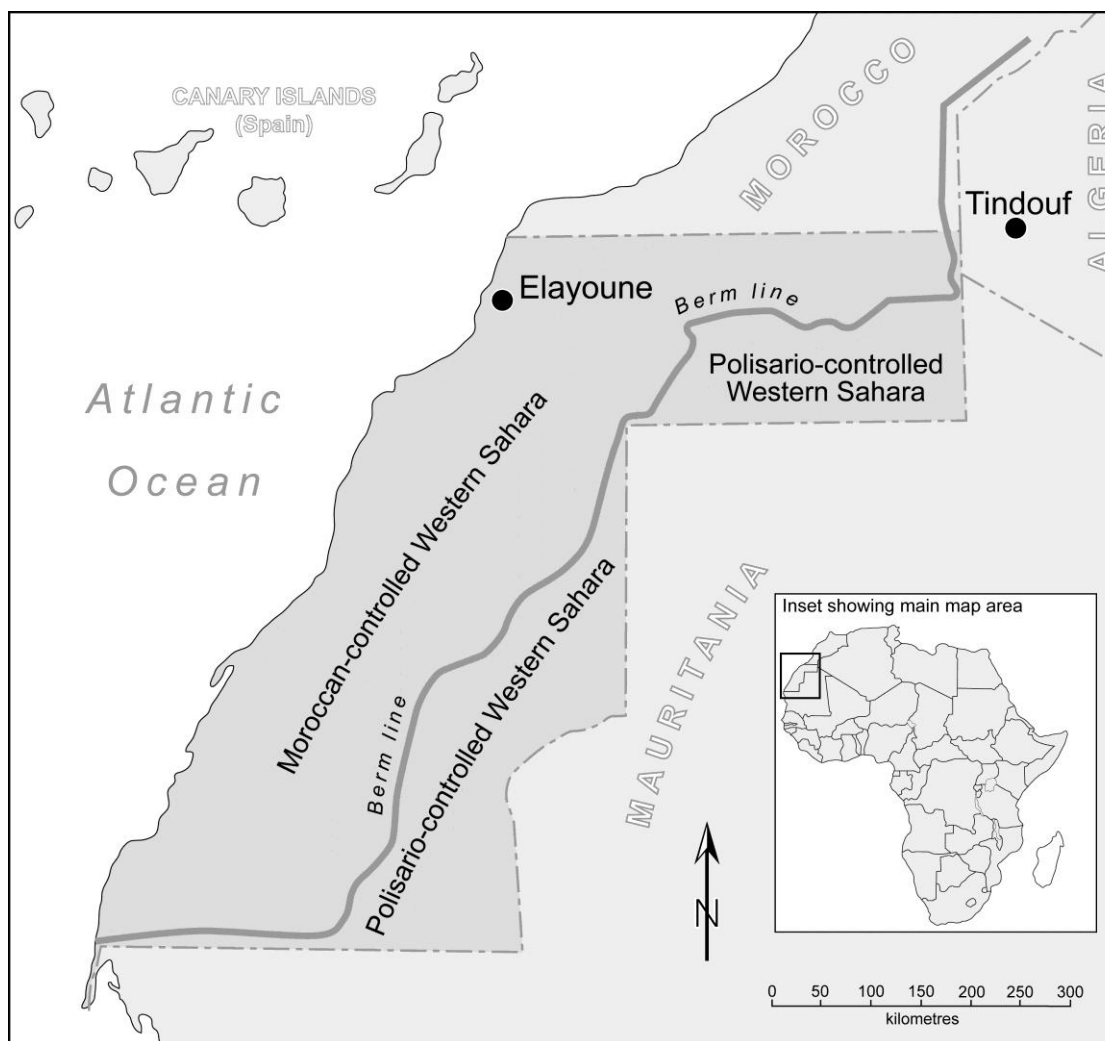 CANARY ISLANDS
(Spain)
MOROCCO
ALGERIA
Tindouf
Elayoune
Berm line
Polisario-controlled
Western Sahara
Atlantic
Ocean
Moroccan-controlled Western Sahara
Berm line
Polisario-controlled Western Sahara
MAURITANIA
Inset showing main map area
N
0 50 100 150 200 250 300
kilometres